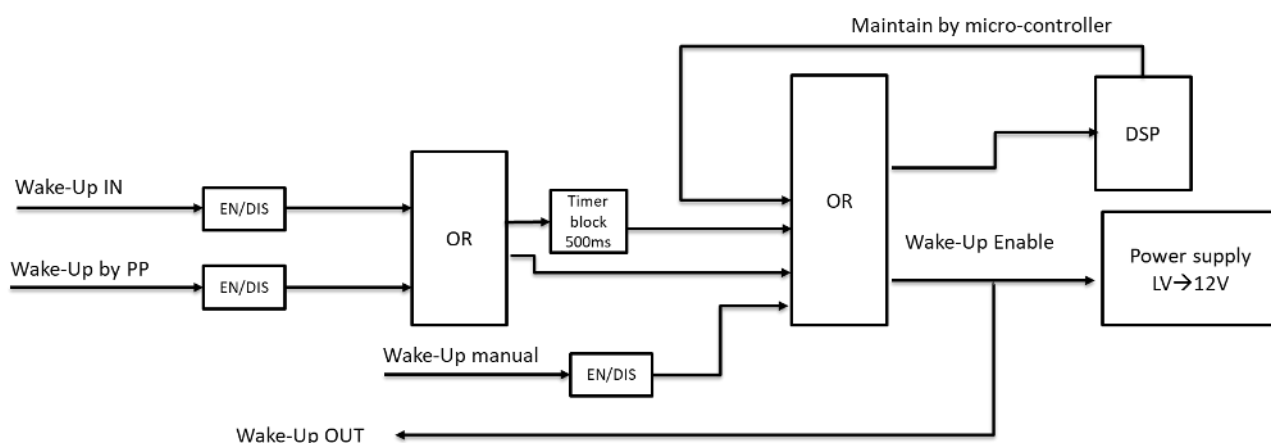 Maintain by micro-controller
DSP
Wake-Up IN
EN/DIS
OR
Timer
block
500ms
OR
Wake-Up by PP
EN/DIS
Wake-Up Enable
Power supply
LV→12V
Wake-Up manual
EN/DIS
Wake-Up OUT